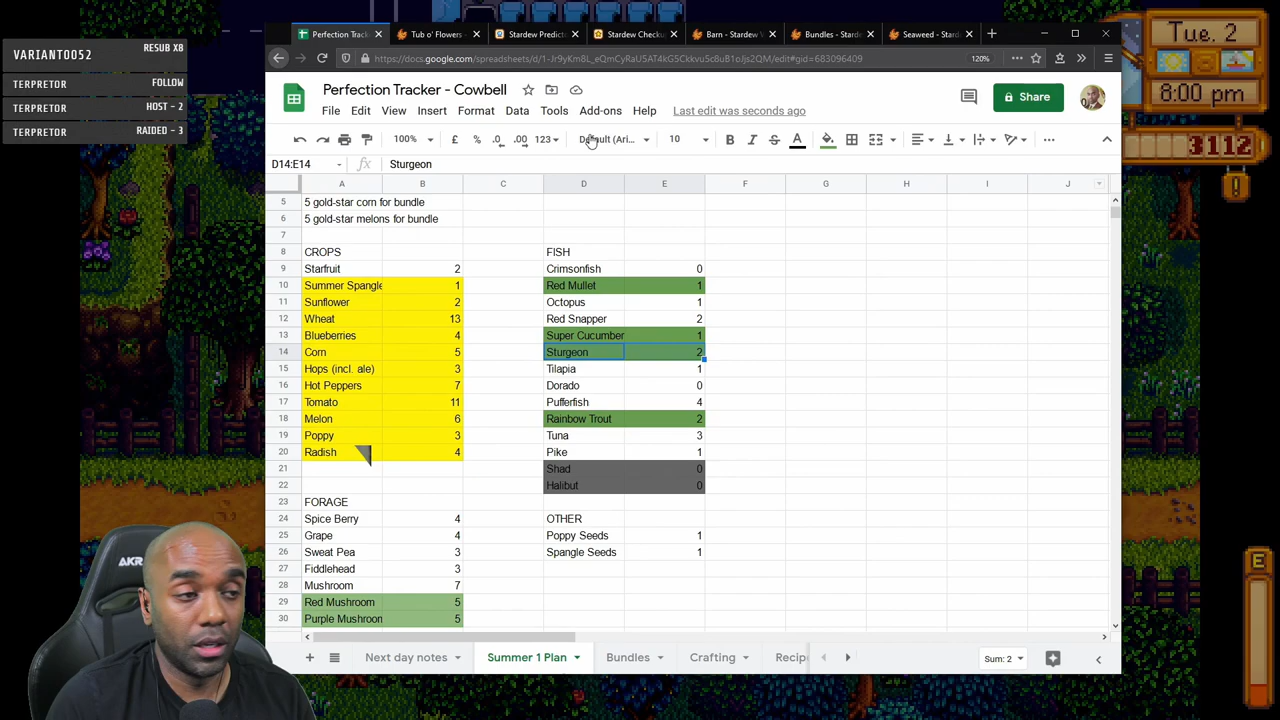 VARIANT0052 RESUB X8
TERPRETOR FOLLOW
TERPRETOR HOST - 2
TERPRETOR RAIDED - 3
Perfection Track
Tub o' Flowers -
Stardew Predicto
Stardew Checkup
Barn - Stardew V
Bundles - Stardew
Seaweed - Stard
120%
Perfection Tracker - Cowbell
File Edit View Insert Format Data Tools Add-ons Help Last edit was seconds ago
Share
100% £ % .0 .00 123 Default (Ari... 10 B I S A
D14:E14 fx Sturgeon
A B C D E F G H I J
5 5 gold-star corn for bundle
6 5 gold-star melons for bundle
7
8 CROPS FISH
9 Starfruit 2 Crimsonfish 0
10 Summer Spangle 1 Red Mullet 1
11 Sunflower 2 Octopus 1
12 Wheat 13 Red Snapper 2
13 Blueberries 4 Super Cucumber 1
14 Corn 5 Sturgeon 2
15 Hops (incl. ale) 3 Tilapia 1
16 Hot Peppers 7 Dorado 0
17 Tomato 11 Pufferfish 4
18 Melon 6 Rainbow Trout 2
19 Poppy 3 Tuna 3
20 Radish 4 Pike 1
21 Shad 0
22 Halibut 0
23 FORAGE
24 Spice Berry 4 OTHER
25 Grape 4 Poppy Seeds 1
26 Sweat Pea 3 Spangle Seeds 1
27 Fiddlehead 3
28 Mushroom 7
29 Red Mushroom 5
30 Purple Mushroom 5
Next day notes Summer 1 Plan Bundles Crafting Recip
Sum: 2
Tue. 2
8:00 pm
3112
E
AKR